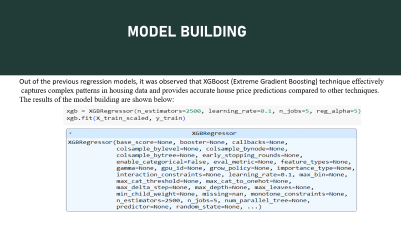 MODEL BUILDING
Out of the previous regression models, it was observed that XGBoost (Extreme Gradient Boosting) technique effectively
captures complex patterns in housing data and provides accurate house price predictions compared to other techniques.
The results of the model building are shown below:
xgb = XGBRegressor(n_estimators=2500, learning_rate=0.1, n_jobs=5, reg_alpha=5)
xgb.fit(X_train_scaled, y_train)
XGBRegressor
XGBRegressor(base_score=None, booster=None, callbacks=None,
colsample_bylevel=None, colsample_bynode=None,
colsample_bytree=None, early_stopping_rounds=None,
enable_categorical=False, eval_metric=None, feature_types=None,
gamma=None, gpu_id=None, grow_policy=None, importance_type=None,
interaction_constraints=None, learning_rate=0.1, max_bin=None,
max_cat_threshold=None, max_cat_to_onehot=None,
max_delta_step=None, max_depth=None, max_leaves=None,
min_child_weight=None, missing=nan, monotone_constraints=None,
n_estimators=2500, n_jobs=5, num_parallel_tree=None,
predictor=None, random_state=None, ...)